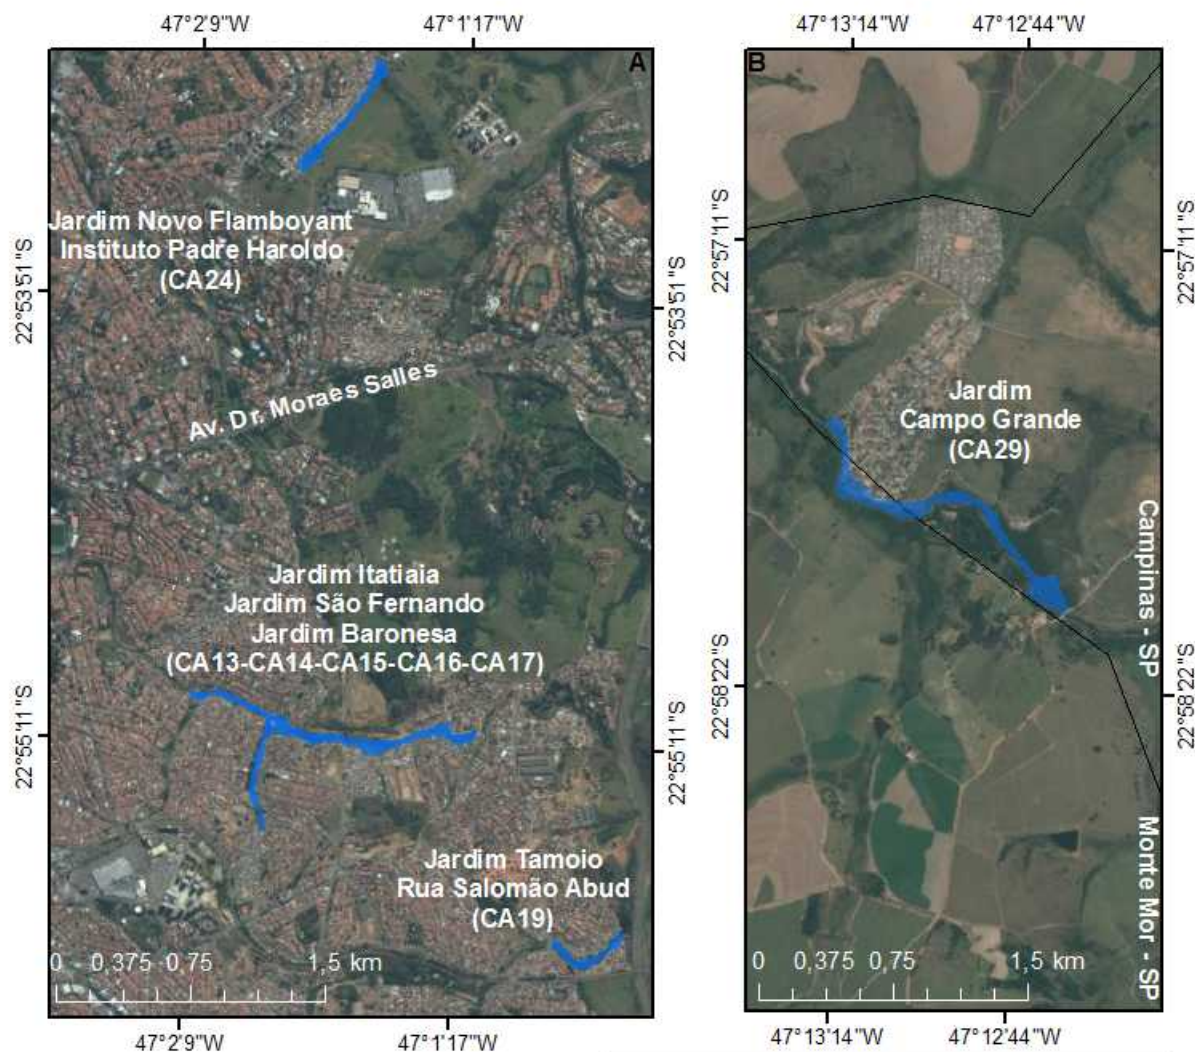 47°2'9"W
47°1'17"W
47°13'14"W
47°12'44"W
A
B
Jardim Novo Flamboyant
Instituto Padre Haroldo
(CA24)
22°53'51"S
22°53'51"S
22°57'11"S
22°57'11"S
Av. Dr. Moraes Salles
Jardim
Campo Grande
(CA29)
Jardim Itatiaia
Jardim São Fernando
Jardim Baronesa
(CA13-CA14-CA15-CA16-CA17)
Campinas - SP
22°55'11"S
22°55'11"S
22°58'22"S
22°58'22"S
Jardim Tamoio
Rua Salomão Abud
(CA19)
Monte Mor - SP
0 0,375 0,75 1,5 km
0 0,375 0,75 1,5 km
47°2'9"W
47°1'17"W
47°13'14"W
47°12'44"W